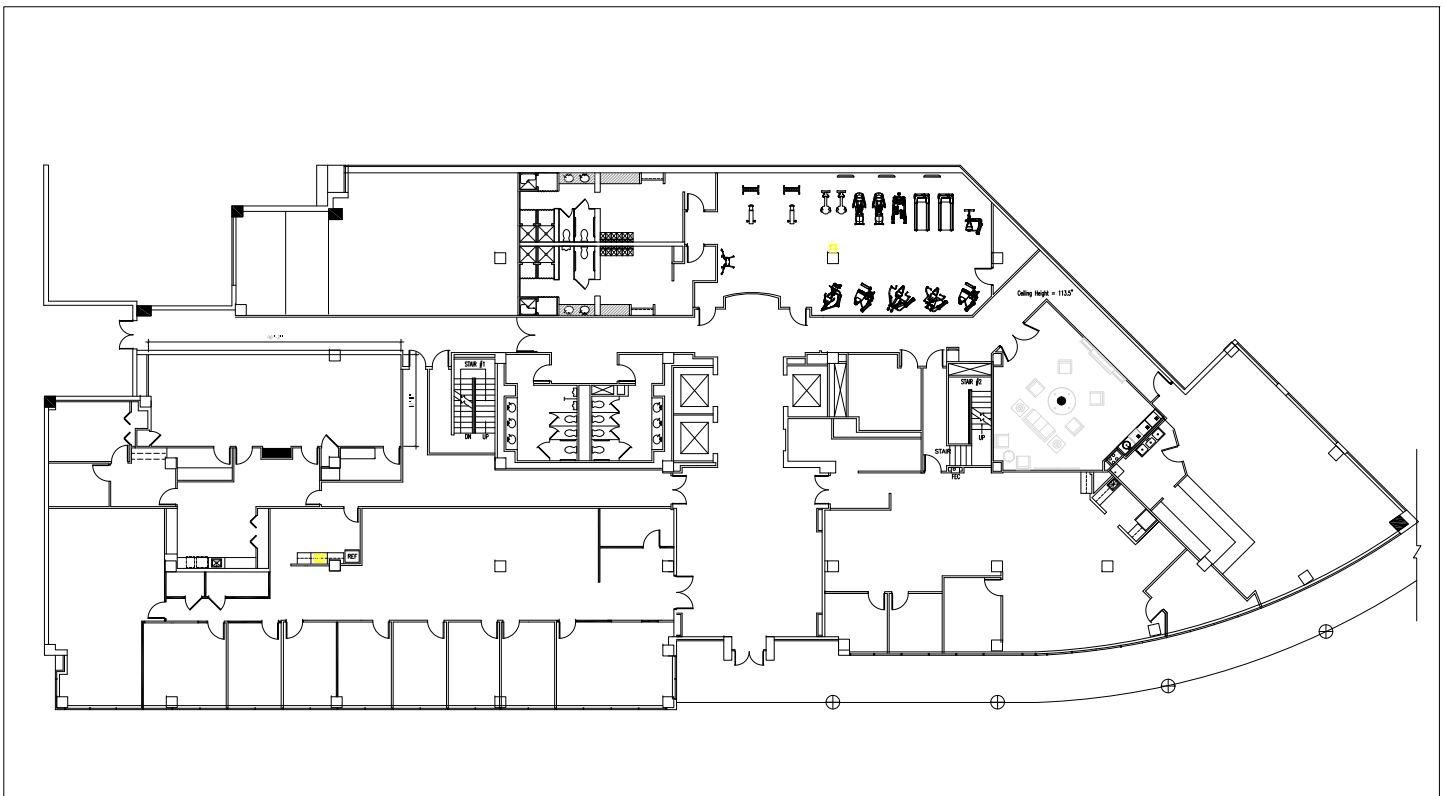 Ceiling Height = 113.5"
STAIR #1
STAIR #2
DN
UP
UP
STAIR
FEC
REF